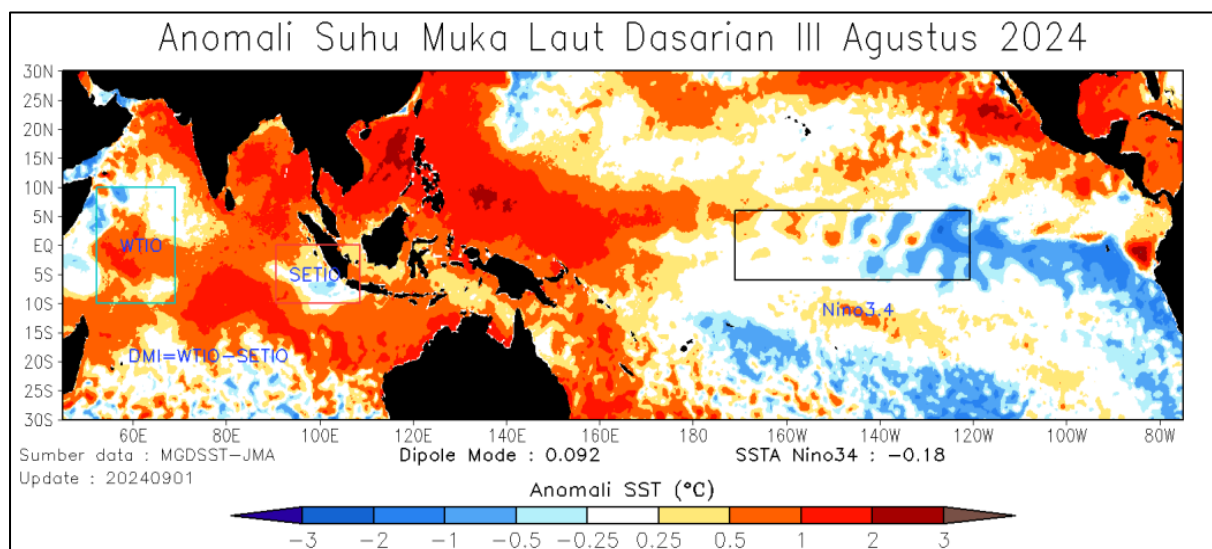 Anomali Suhu Muka Laut Dasarian III Agustus 2024
30N
25N
20N
15N
10N
5N
EQ
5S
10S
15S
20S
25S
30S
WTIO
SETIO
Nino3.4
DMI=WTIO-SETIO
60E 80E 100E 120E 140E 160E 180 160W 140W 120W 100W 80W
Sumber data : MGDSST-JMA Dipole Mode : 0.092 SSTA Nino34 : -0.18
Update : 20240901
Anomali SST (°C)
-3 -2 -1 -0.5 -0.25 0.25 0.5 1 2 3